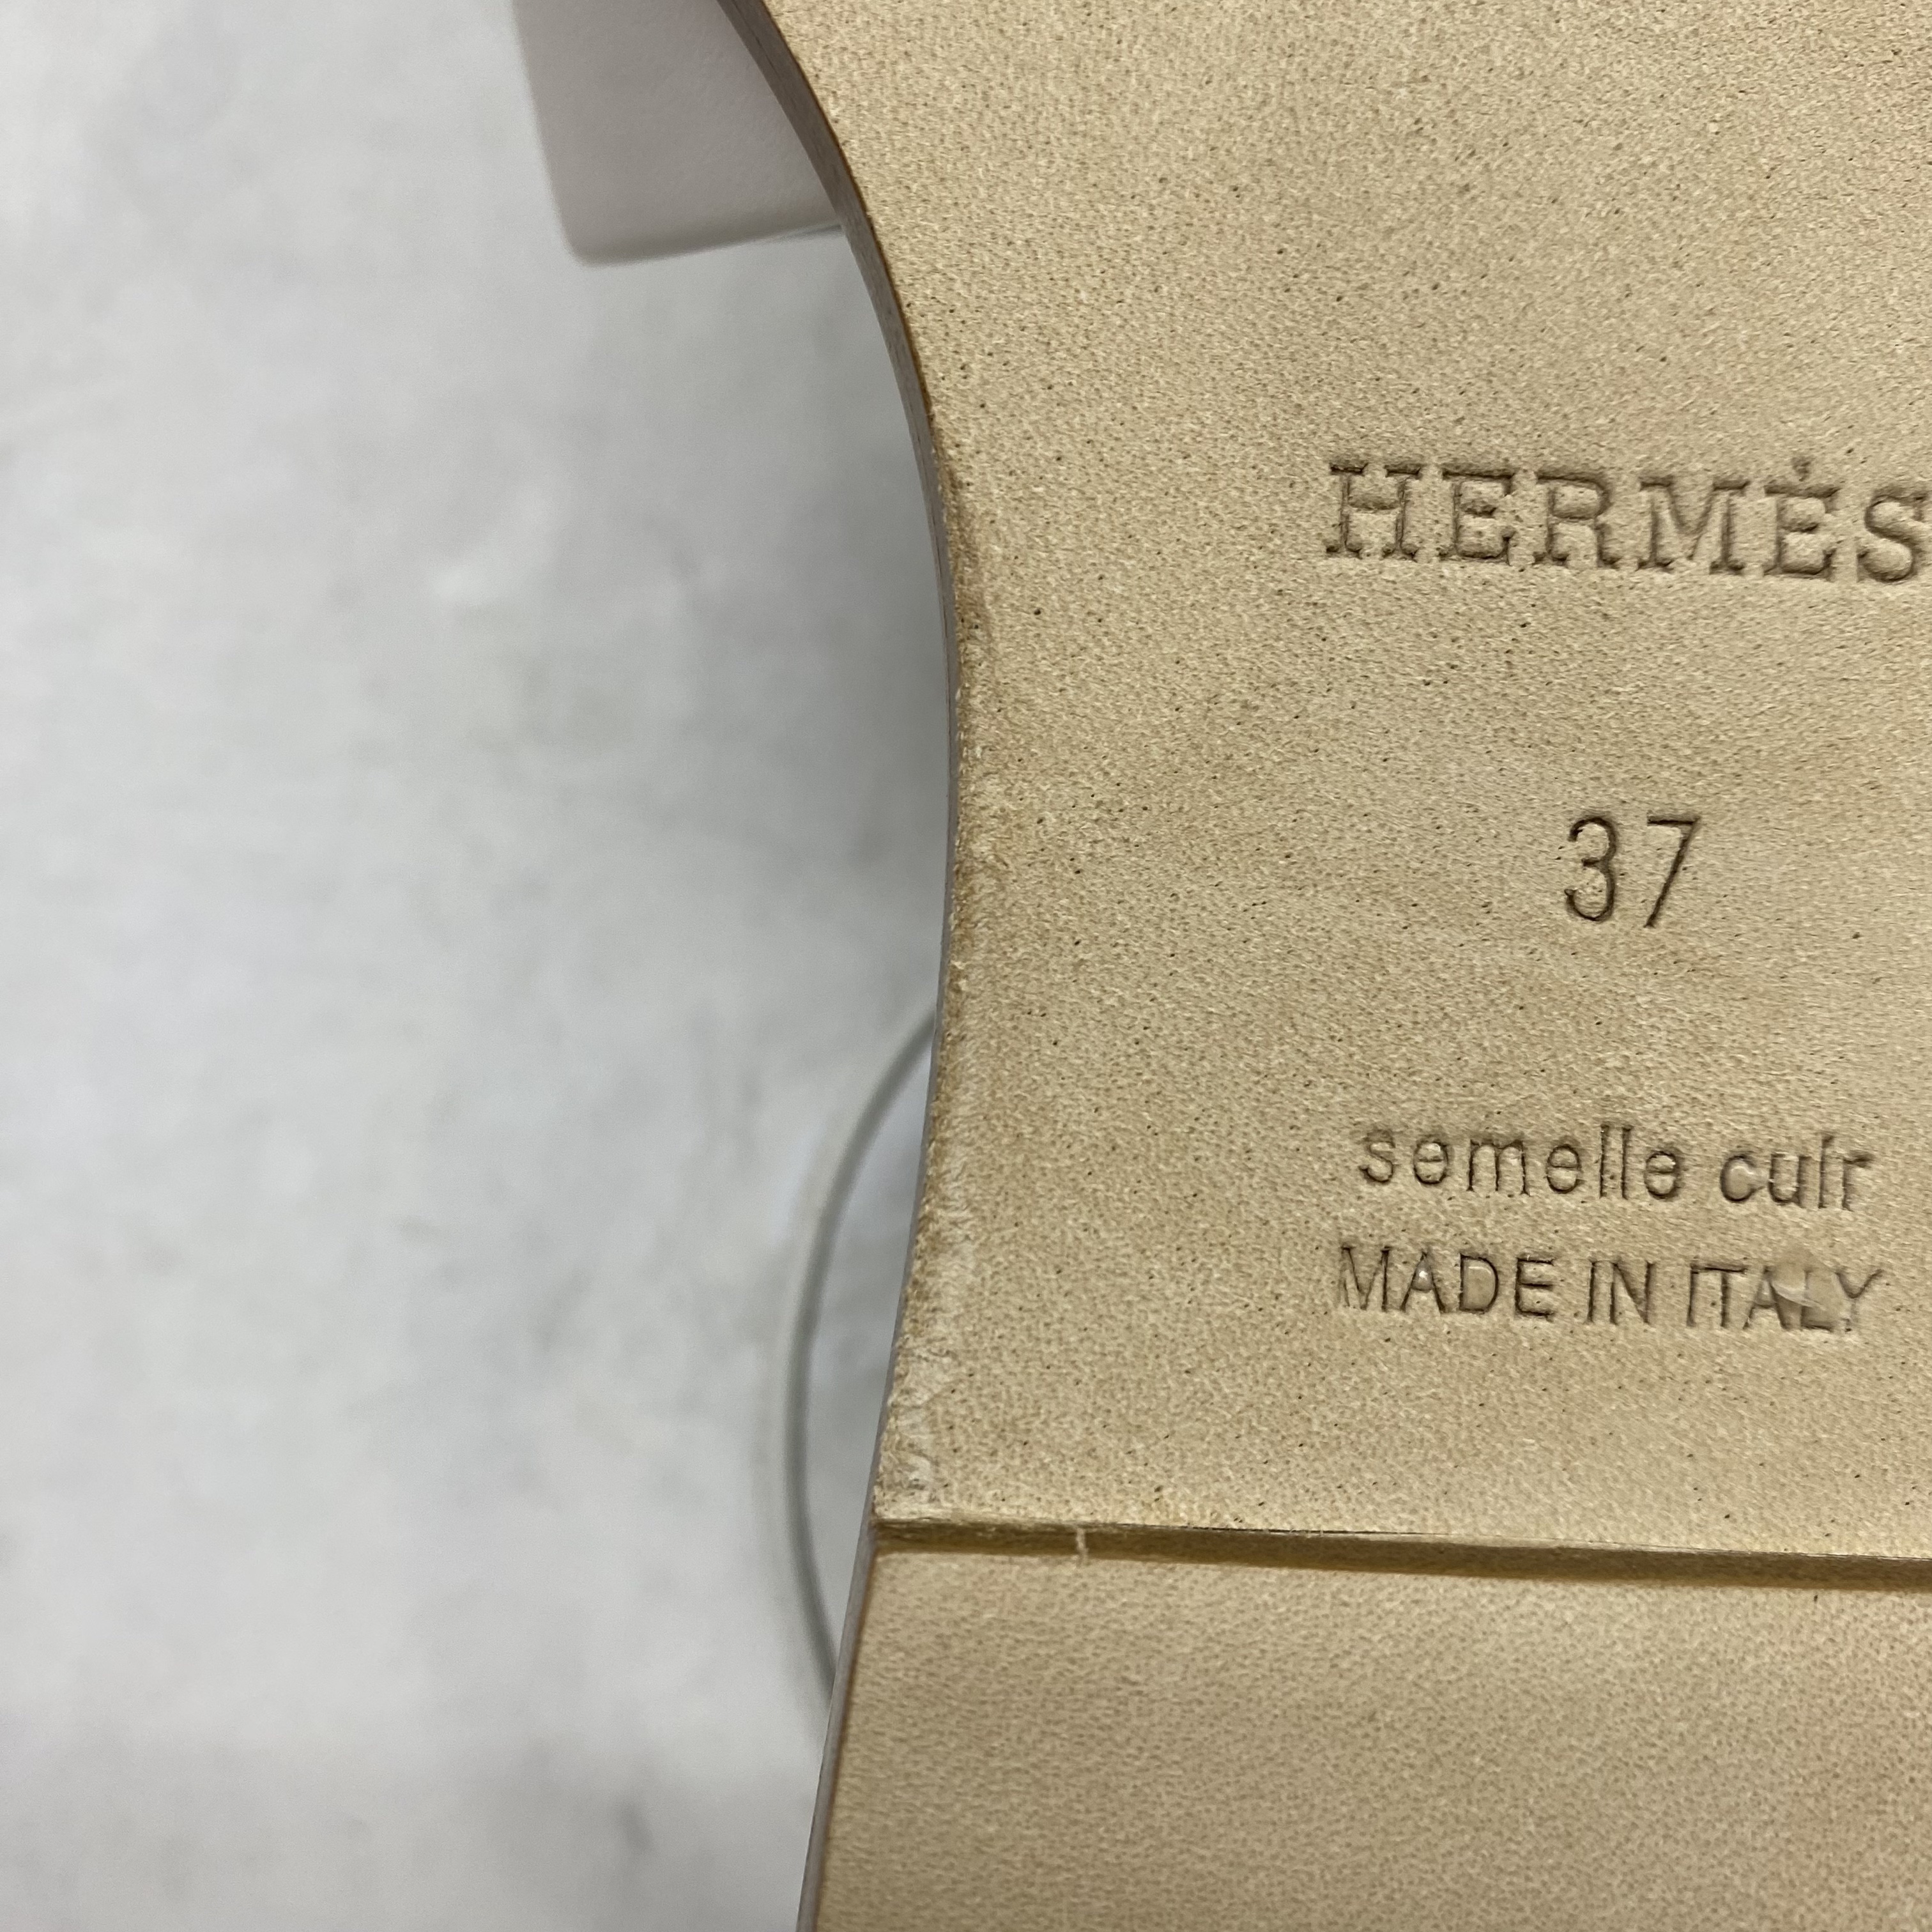 HERMÈS
37
semelle cuir
MADE IN ITALY